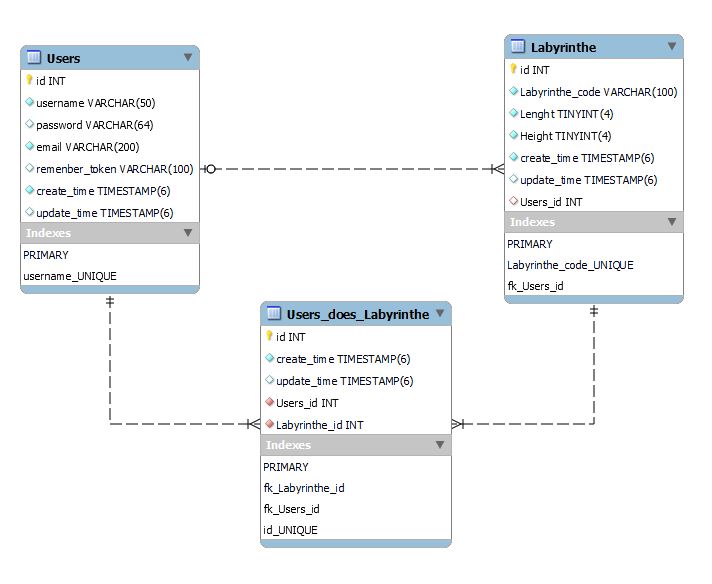 Users
id INT
username VARCHAR(50)
password VARCHAR(64)
email VARCHAR(200)
remenber_token VARCHAR(100)
create_time TIMESTAMP(6)
update_time TIMESTAMP(6)
Indexes
PRIMARY
username_UNIQUE
Labyrinthe
id INT
Labyrinthe_code VARCHAR(100)
Lenght TINYINT(4)
Height TINYINT(4)
create_time TIMESTAMP(6)
update_time TIMESTAMP(6)
Users_id INT
Indexes
PRIMARY
Labyrinthe_code_UNIQUE
fk_Users_id
Users_does_Labyrinthe
id INT
create_time TIMESTAMP(6)
update_time TIMESTAMP(6)
Users_id INT
Labyrinthe_id INT
Indexes
PRIMARY
fk_Labyrinthe_id
fk_Users_id
id_UNIQUE